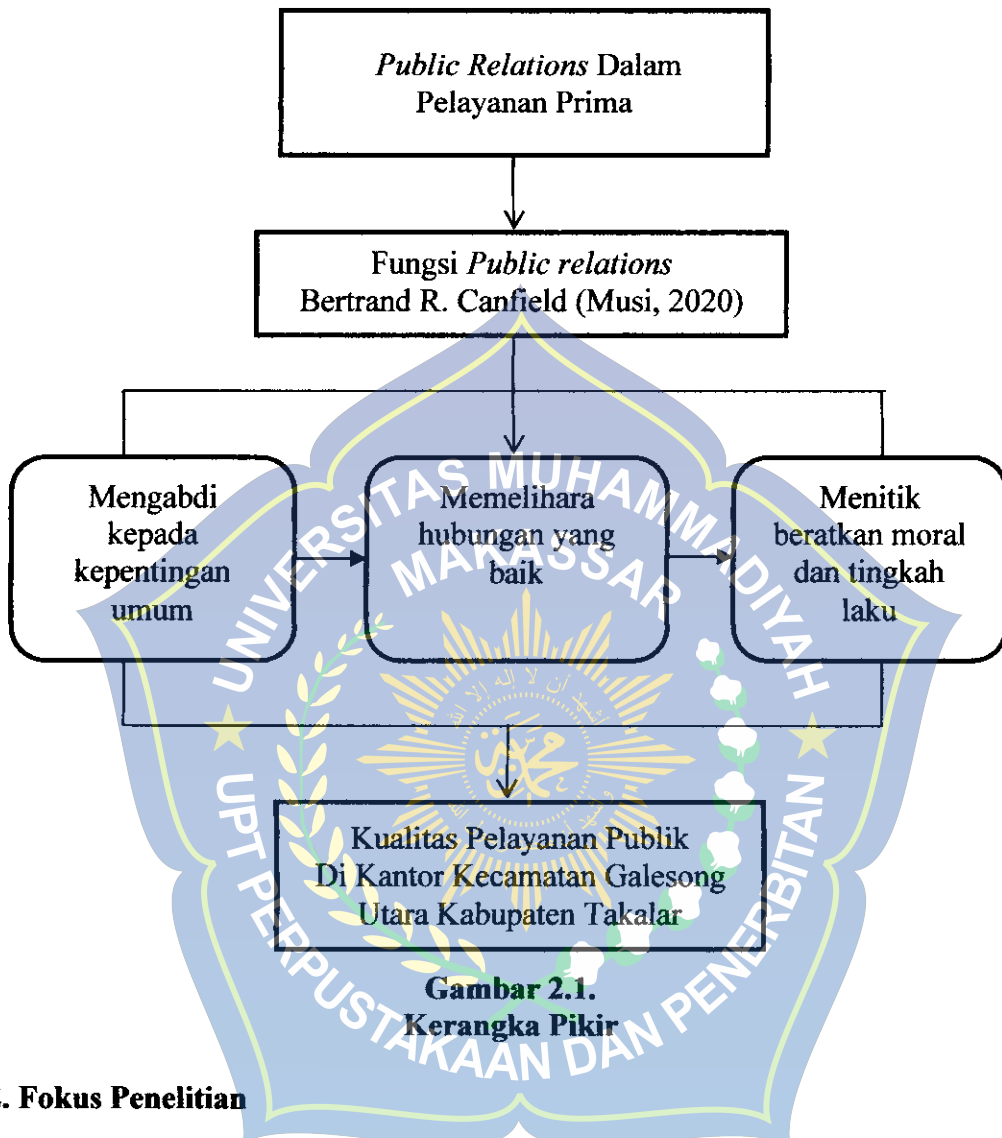 Public Relations Dalam
Pelayanan Prima
Fungsi Public relations
Bertrand R. Canfield (Musi, 2020)
Mengabdi
kepada
kepentingan
umum
Memelihara
hubungan yang
baik
Menitik
beratkan moral
dan tingkah
laku
UNIVERSITAS MUHAMMADIYAH
MAKASSAR
UPT PERPUSTAKAAN DAN PENERBITAN
Kualitas Pelayanan Publik
Di Kantor Kecamatan Galesong
Utara Kabupaten Takalar
Gambar 2.1.
Kerangka Pikir
. Fokus Penelitian